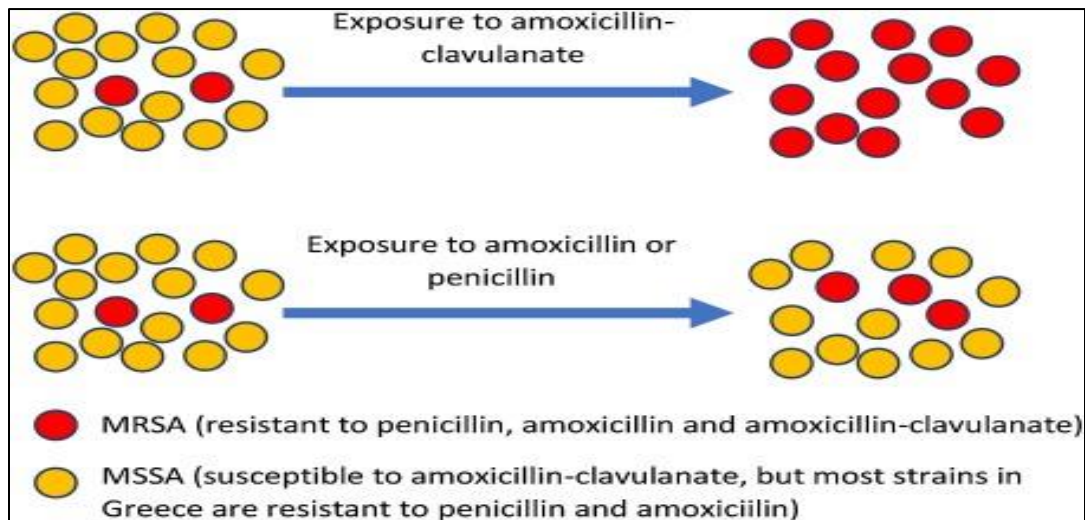 Exposure to amoxicillin-
clavulanate
Exposure to amoxicillin or
penicillin
MRSA (resistant to penicillin, amoxicillin and amoxicillin-clavulanate)
MSSA (susceptible to amoxicillin-clavulanate, but most strains in
Greece are resistant to penicillin and amoxiciilin)